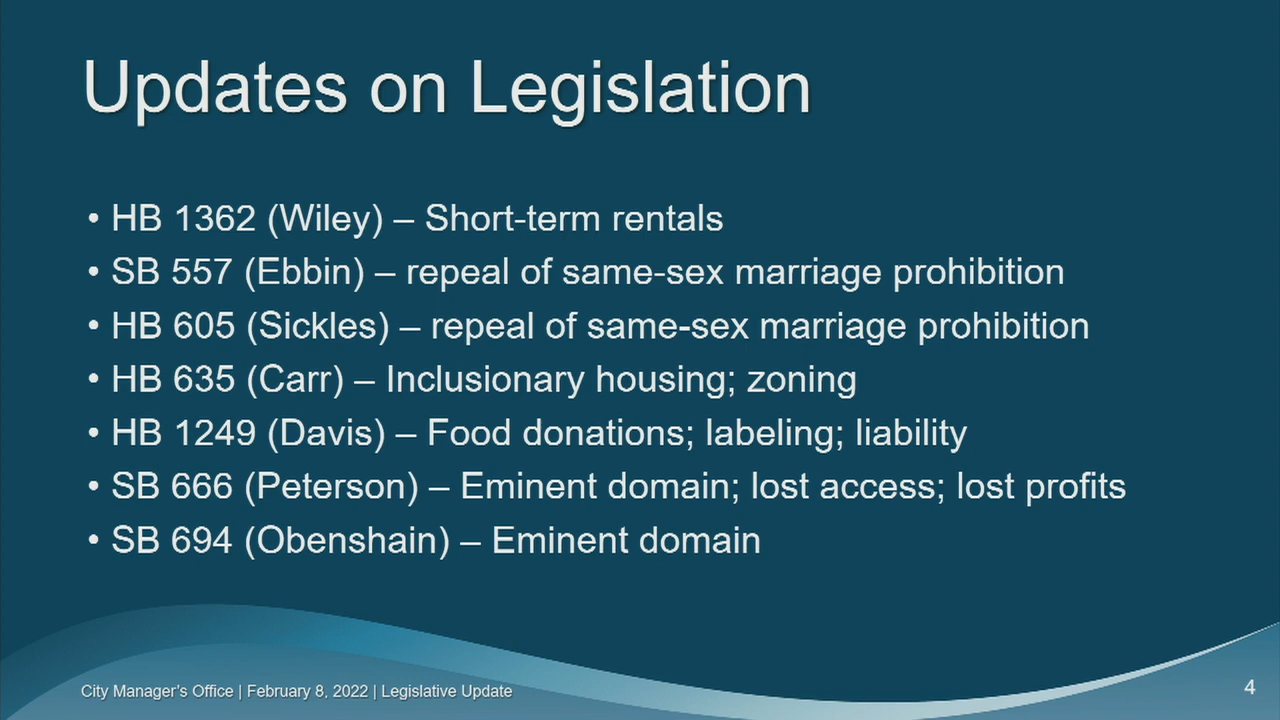 Updates on Legislation
• HB 1362 (Wiley) – Short-term rentals
• SB 557 (Ebbin) – repeal of same-sex marriage prohibition
• HB 605 (Sickles) – repeal of same-sex marriage prohibition
• HB 635 (Carr) – Inclusionary housing; zoning
• HB 1249 (Davis) – Food donations; labeling; liability
• SB 666 (Peterson) – Eminent domain; lost access; lost profits
• SB 694 (Obenshain) – Eminent domain
City Manager’s Office | February 8, 2022 | Legislative Update
4